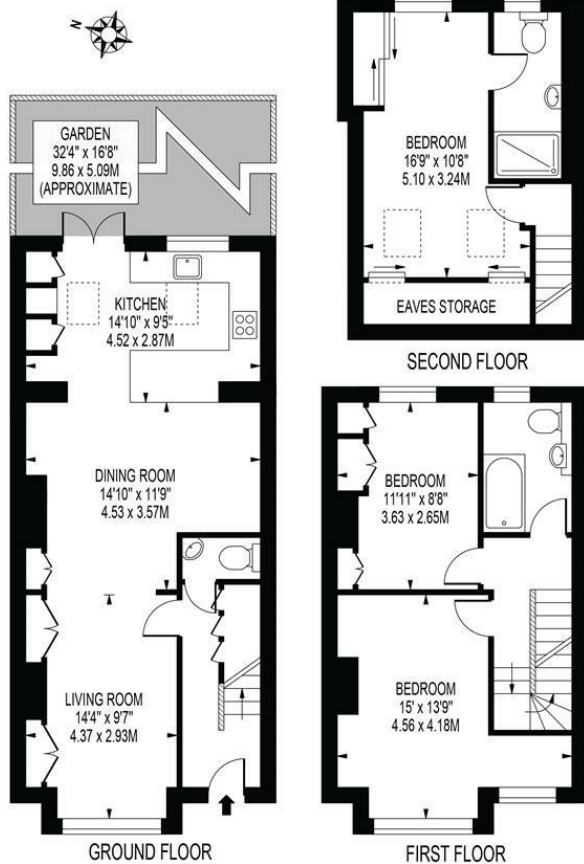 N
GARDEN
32'4" x 16'8"
9.86 x 5.09M
(APPROXIMATE)
KITCHEN
14'10" x 9'5"
4.52 x 2.87M
DINING ROOM
14'10" x 11'9"
4.53 x 3.57M
LIVING ROOM
14'4" x 9'7"
4.37 x 2.93M
GROUND FLOOR
BEDROOM
16'9" x 10'8"
5.10 x 3.24M
EAVES STORAGE
SECOND FLOOR
BEDROOM
11'11" x 8'8"
3.63 x 2.65M
BEDROOM
15' x 13'9"
4.56 x 4.18M
FIRST FLOOR